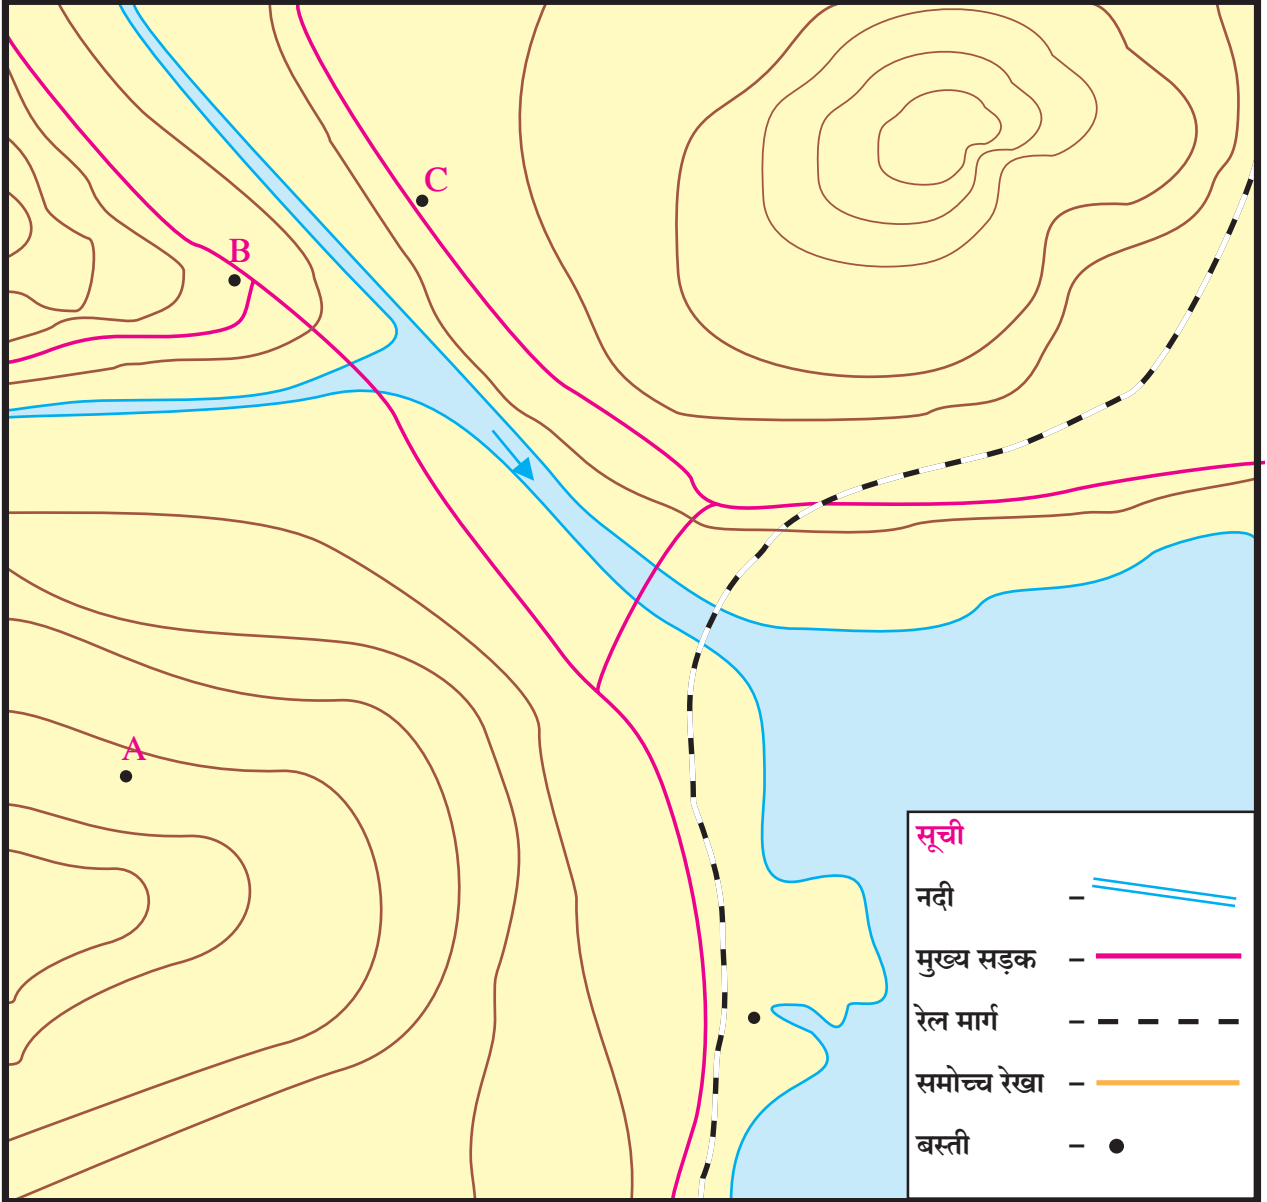 C
B
A
सूची
नदी –
मुख्य सड़क –
रेल मार्ग –
समोच्च रेखा –
बस्ती –